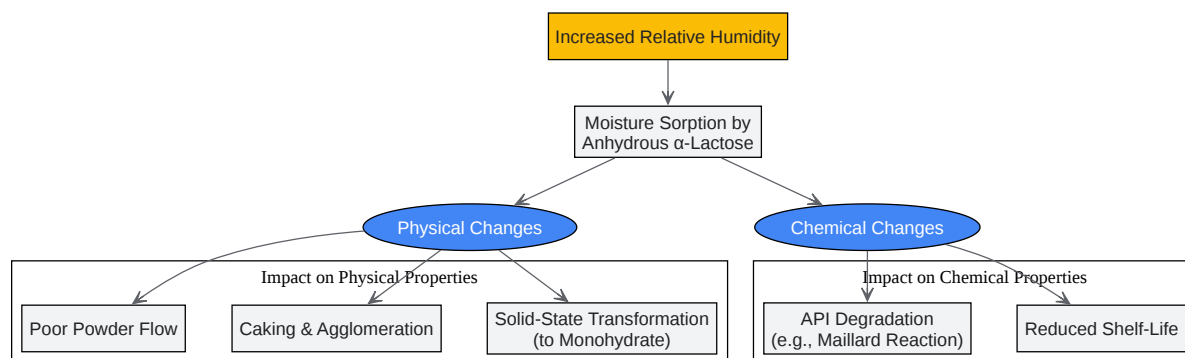 Increased Relative Humidity
Moisture Sorption by
Anhydrous α-Lactose
Physical Changes
Chemical Changes
Impact on Physical Properties
Impact on Chemical Properties
Poor Powder Flow
Caking & Agglomeration
Solid-State Transformation
(to Monohydrate)
API Degradation
(e.g., Maillard Reaction)
Reduced Shelf-Life